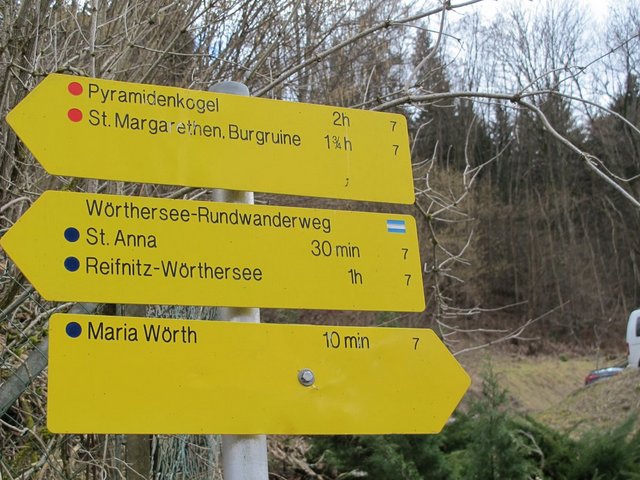 Pyramidenkogel 2h 7
St. Margarethen, Burgruine 1¾h 7
Wörthersee-Rundwanderweg
St. Anna 30 min 7
Reifnitz-Wörthersee 1h 7
Maria Wörth 10 min 7